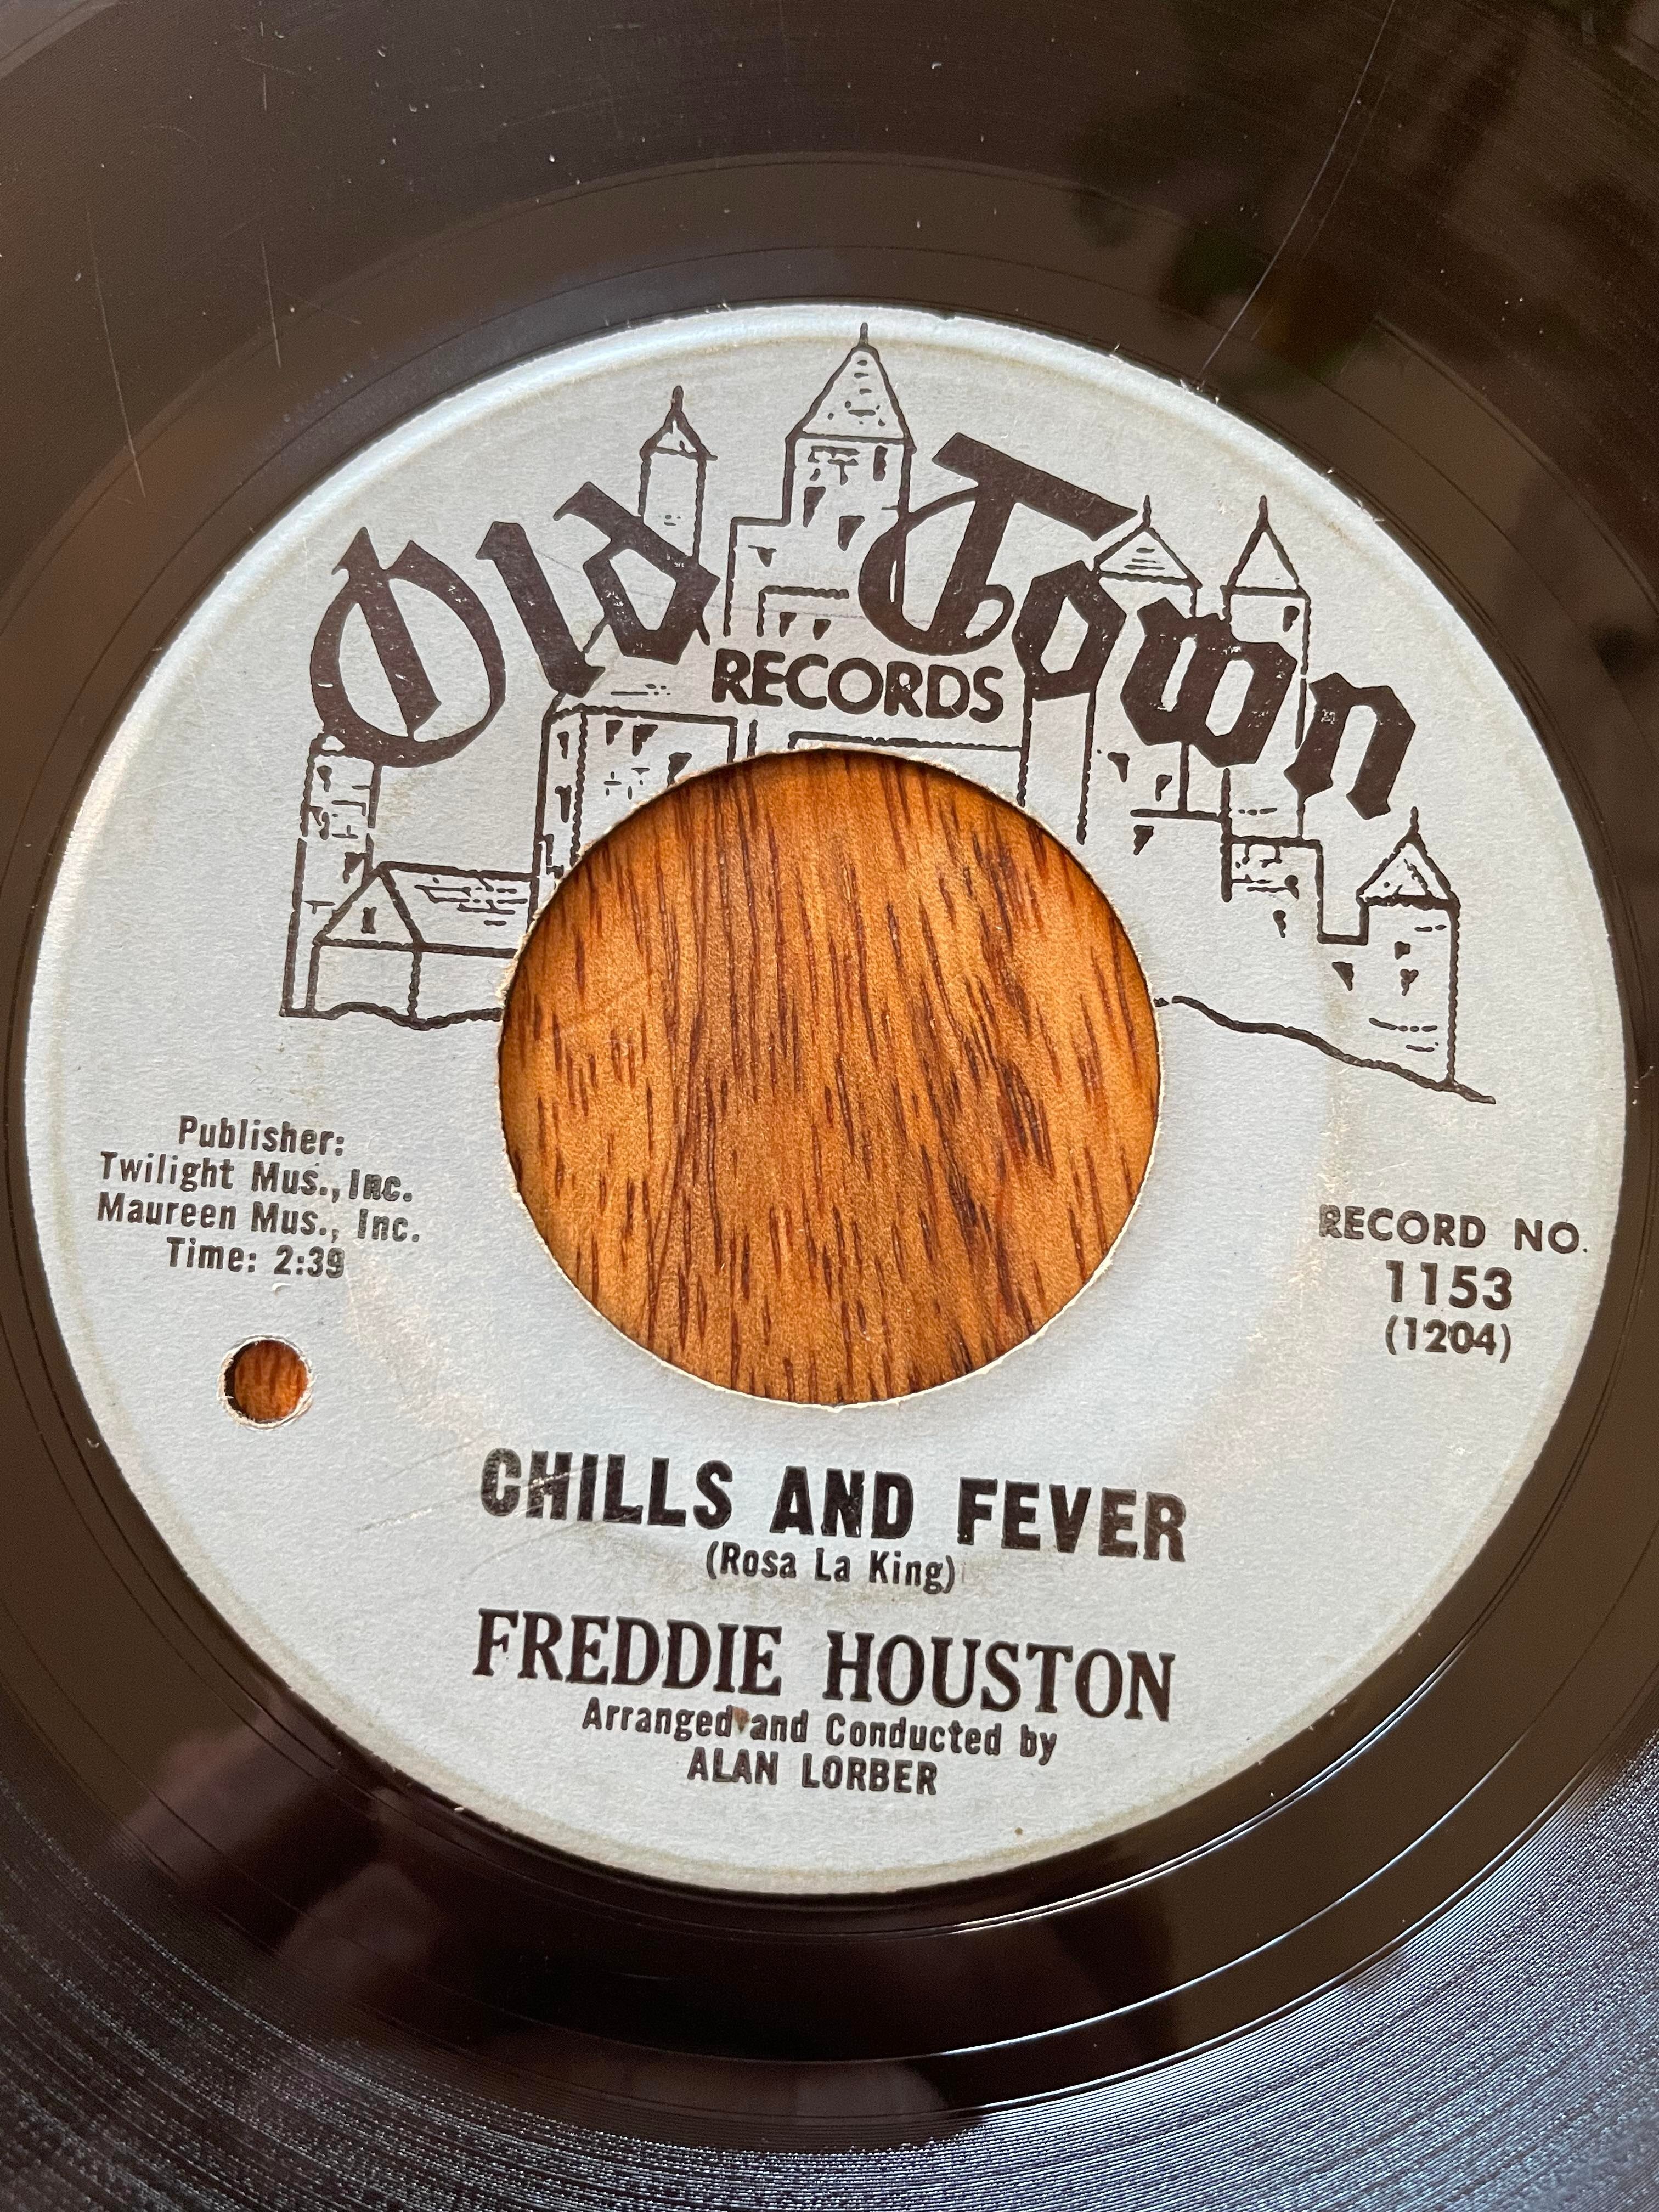 Old Town
RECORDS
Publisher:
Twilight Mus., Inc.
Maureen Mus., Inc.
Time: 2:39
RECORD NO.
1153
(1204)
CHILLS AND FEVER
(Rosa La King)
FREDDIE HOUSTON
Arranged and Conducted by
ALAN LORBER